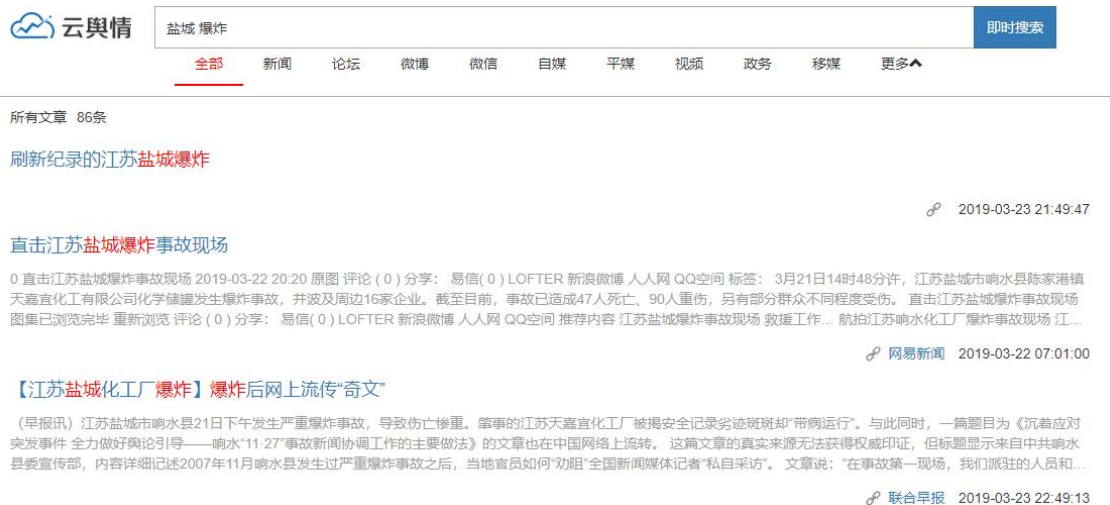 云舆情
盐城 爆炸
即时搜索
全部 新闻 论坛 微博 微信 自媒 平媒 视频 政务 移媒 更多
所有文章 86条
刷新纪录的江苏盐城爆炸
2019-03-23 21:49:47
直击江苏盐城爆炸事故现场
0 直击江苏盐城爆炸事故现场 2019-03-22 20:20 原图 评论 ( 0 ) 分享： 易信( 0 ) LOFTER 新浪微博 人人网 QQ空间 标签： 3月21日14时48分许，江苏盐城市响水县陈家港镇
天嘉宜化工有限公司化学储罐发生爆炸事故，并波及周边16家企业。截至目前，事故已造成47人死亡、90人重伤，另有部分群众不同程度受伤。 直击江苏盐城爆炸事故现场
图集已浏览完毕 重新浏览 评论 ( 0 ) 分享： 易信( 0 ) LOFTER 新浪微博 人人网 QQ空间 推荐内容 江苏盐城爆炸事故现场 救援工作... 航拍江苏响水化工厂爆炸事故现场 江...
网易新闻 2019-03-22 07:01:00
【江苏盐城化工厂爆炸】爆炸后网上流传“奇文”
（早报讯）江苏盐城市响水县21日下午发生严重爆炸事故，导致伤亡惨重。肇事的江苏天嘉宜化工厂被揭安全记录劣迹斑斑却“带病运行”。与此同时，一篇题目为《沉着应对
突发事件 全力做好舆论引导——响水“11·27”事故新闻协调工作的主要做法》的文章也在中国网络上流转。 这篇文章的真实来源无法获得权威印证，但标题显示来自中共响水
县委宣传部，内容详细记述2007年11月响水县发生过严重爆炸事故之后，当地官员如何“劝阻”全国新闻媒体记者“私自采访”。 文章说：“在事故第一现场，我们派驻的人员和...
联合早报 2019-03-23 22:49:13